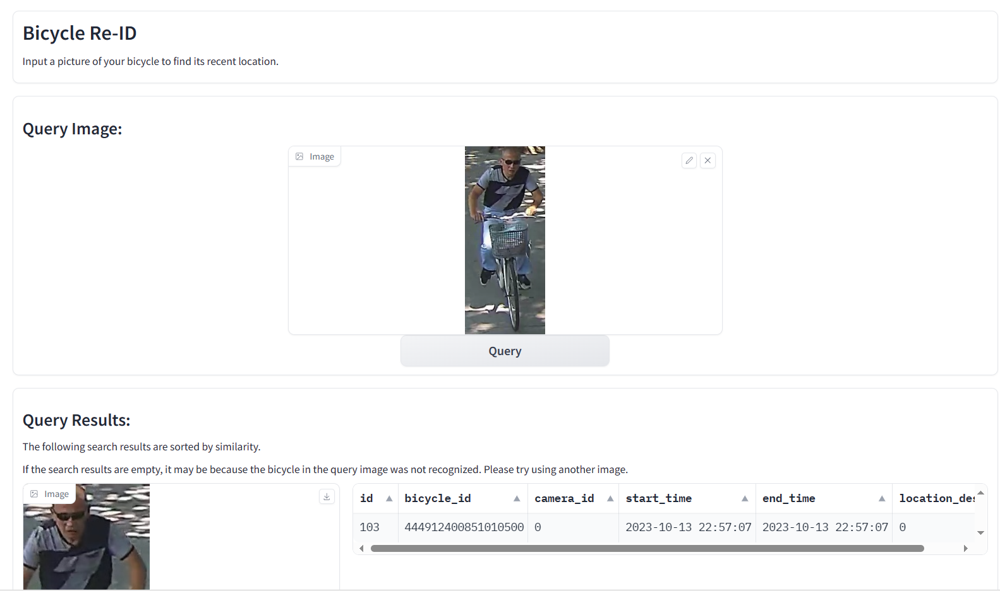 Bicycle Re-ID
Input a picture of your bicycle to find its recent location.
Query Image:
Image
Query
Query Results:
The following search results are sorted by similarity.
If the search results are empty, it may be because the bicycle in the query image was not recognized. Please try using another image.
Image
id bicycle_id camera_id start_time end_time location_des
103 444912400851010500 0 2023-10-13 22:57:07 2023-10-13 22:57:07 0